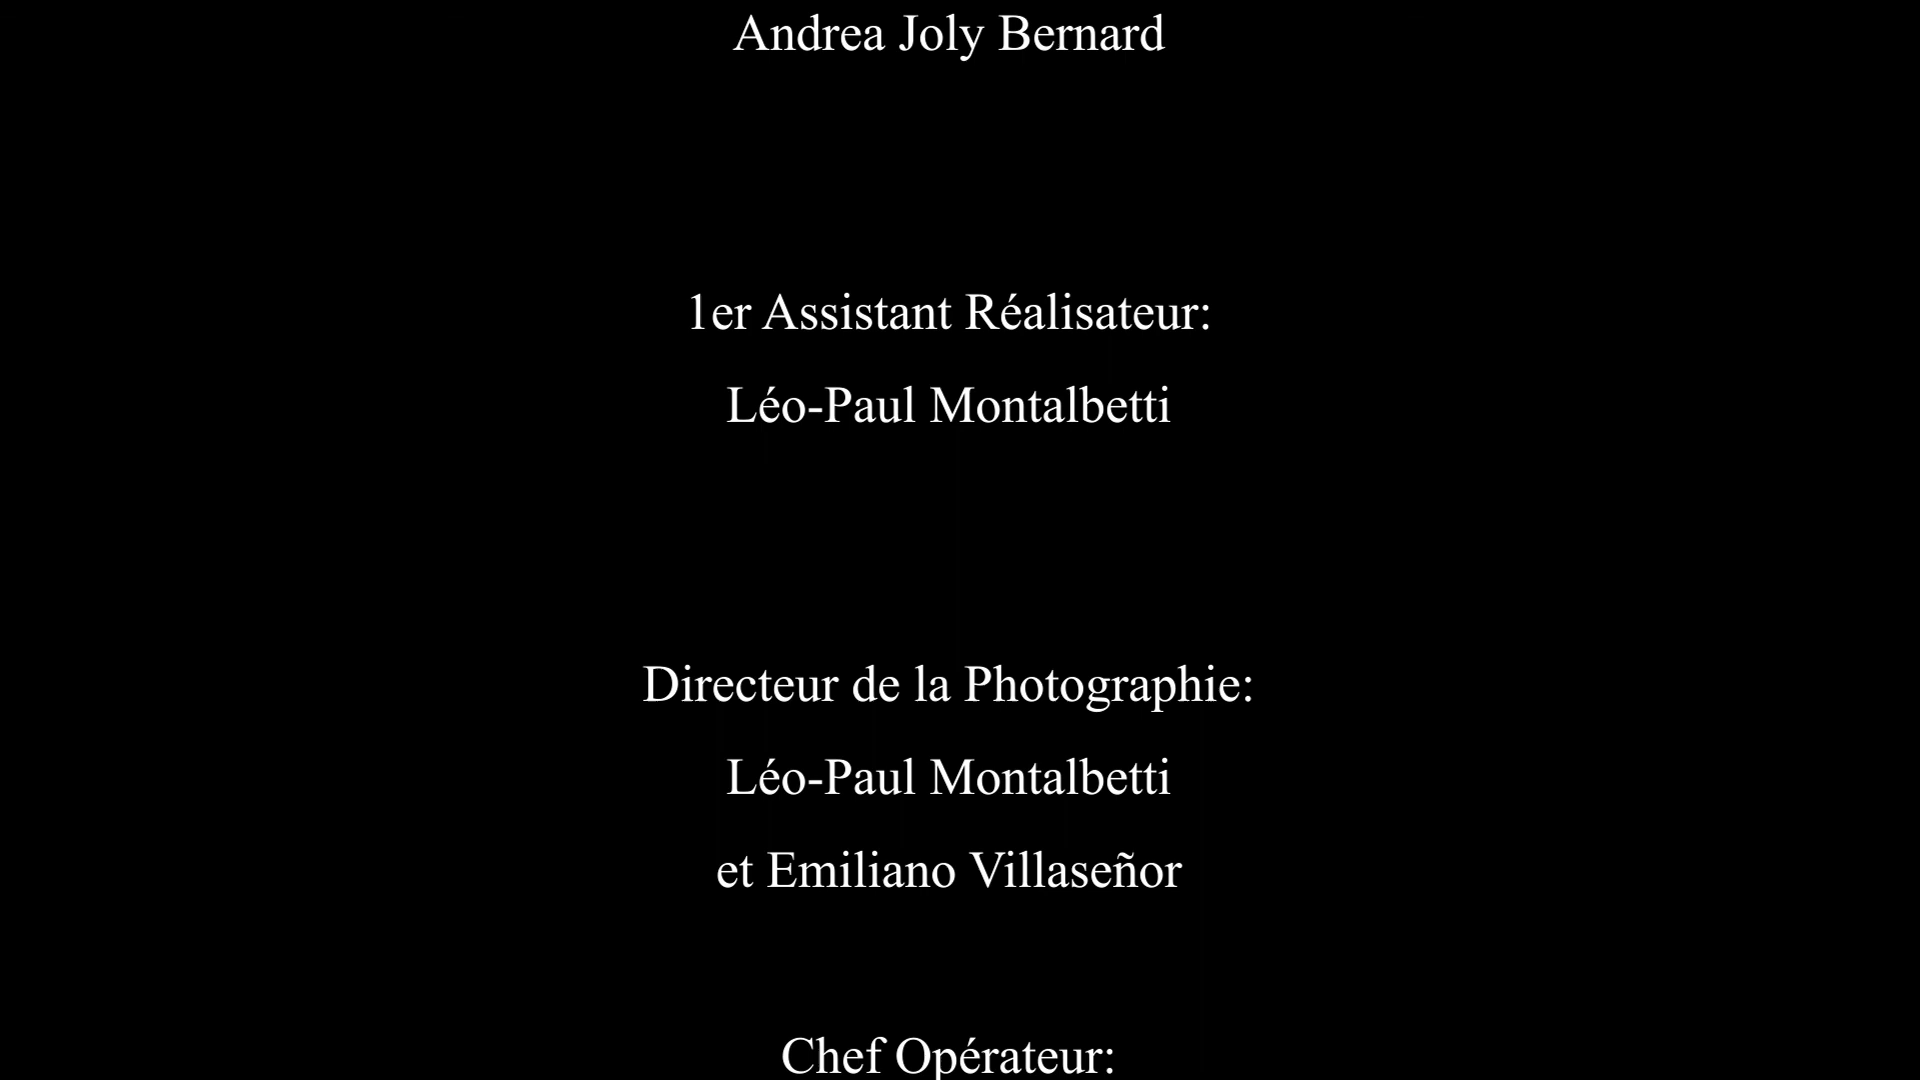 Andrea Joly Bernard
1er Assistant Réalisateur:
Léo-Paul Montalbetti
Directeur de la Photographie:
Léo-Paul Montalbetti
et Emiliano Villaseñor
Chef Opérateur: